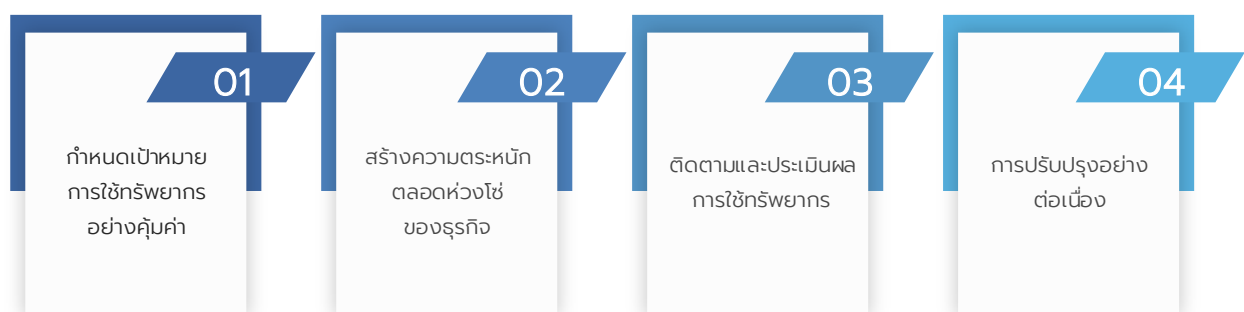 01
กำหนดเป้าหมาย
การใช้ทรัพยากร
อย่างคุ้มค่า
02
สร้างความตระหนัก
ตลอดห่วงโซ่
ของธุรกิจ
03
ติดตามและประเมินผล
การใช้ทรัพยากร
04
การปรับปรุงอย่าง
ต่อเนื่อง